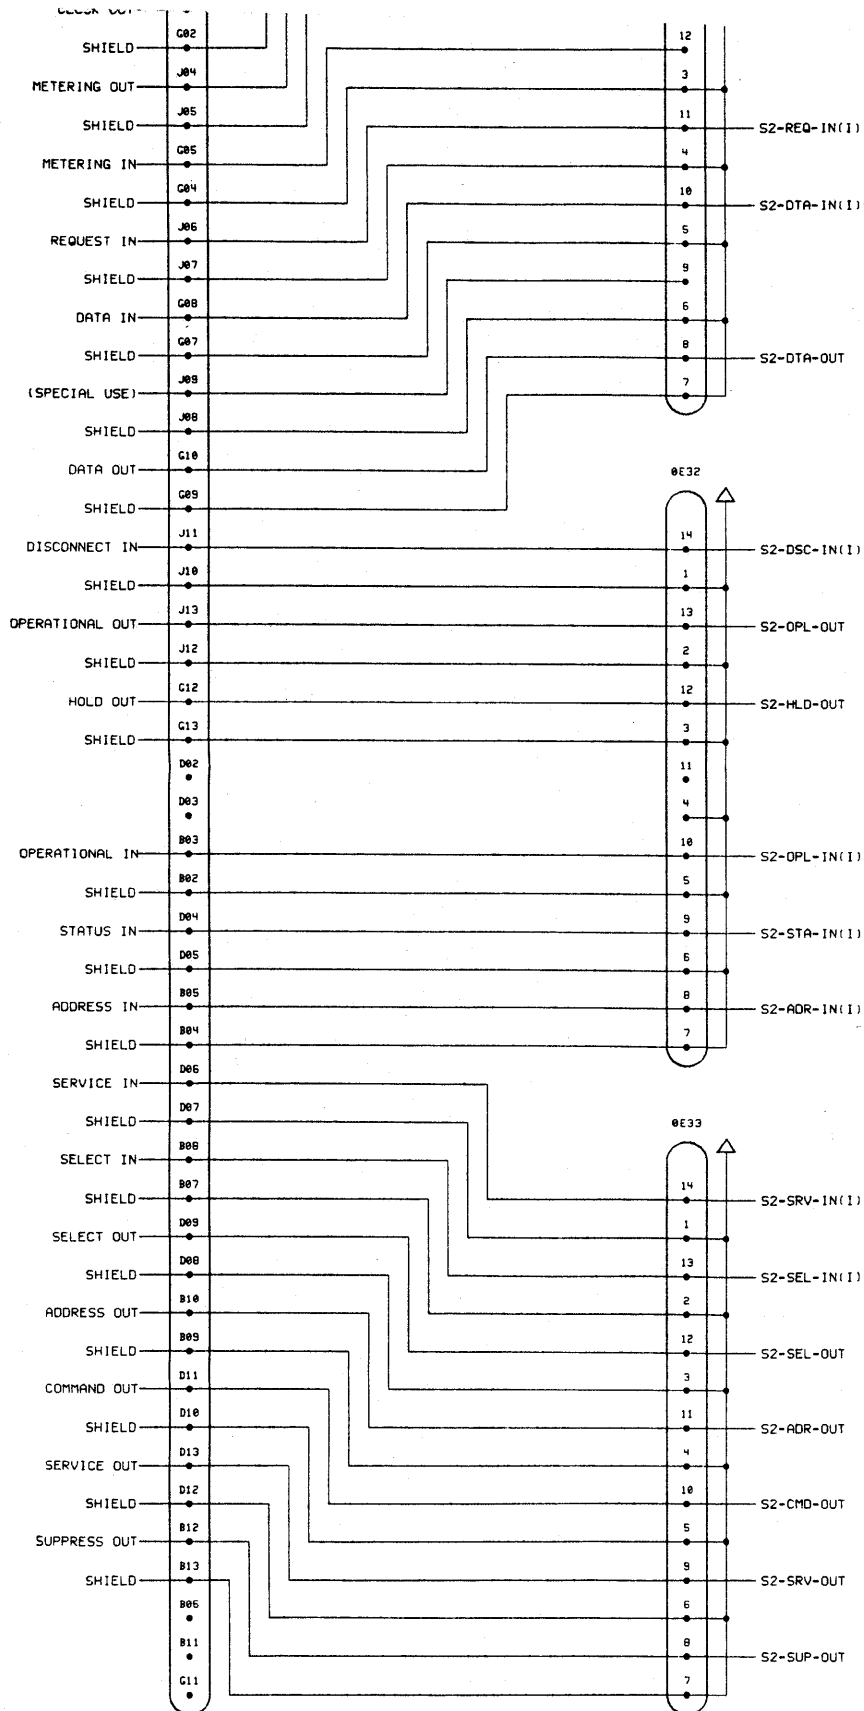 CLOCK OUT
G02
SHIELD
12
J04
METERING OUT
3
J05
SHIELD
11
S2-REQ-IN(I)
G05
METERING IN
4
G04
SHIELD
10
S2-DTA-IN(I)
J06
REQUEST IN
5
J07
SHIELD
9
G08
DATA IN
6
G07
SHIELD
8
S2-DTA-OUT
J09
(SPECIAL USE)
7
J08
SHIELD
G10
DATA OUT
0E32
G09
SHIELD
J11
DISCONNECT IN
14
S2-DSC-IN(I)
J10
SHIELD
1
J13
OPERATIONAL OUT
13
S2-OPL-OUT
J12
SHIELD
2
G12
HOLD OUT
12
S2-HLD-OUT
G13
SHIELD
3
D02
11
D03
4
B03
OPERATIONAL IN
10
S2-OPL-IN(I)
B02
SHIELD
5
D04
STATUS IN
9
S2-STA-IN(I)
D05
SHIELD
6
B05
ADDRESS IN
8
S2-ADR-IN(I)
B04
SHIELD
7
D06
SERVICE IN
D07
SHIELD
0E33
B08
SELECT IN
B07
SHIELD
14
S2-SRV-IN(I)
D09
SELECT OUT
1
D08
SHIELD
13
S2-SEL-IN(I)
B10
ADDRESS OUT
2
B09
SHIELD
12
S2-SEL-OUT
D11
COMMAND OUT
3
D10
SHIELD
11
S2-ADR-OUT
D13
SERVICE OUT
4
D12
SHIELD
10
S2-CMD-OUT
B12
SUPPRESS OUT
5
B13
SHIELD
9
S2-SRV-OUT
B06
6
B11
8
S2-SUP-OUT
G11
7